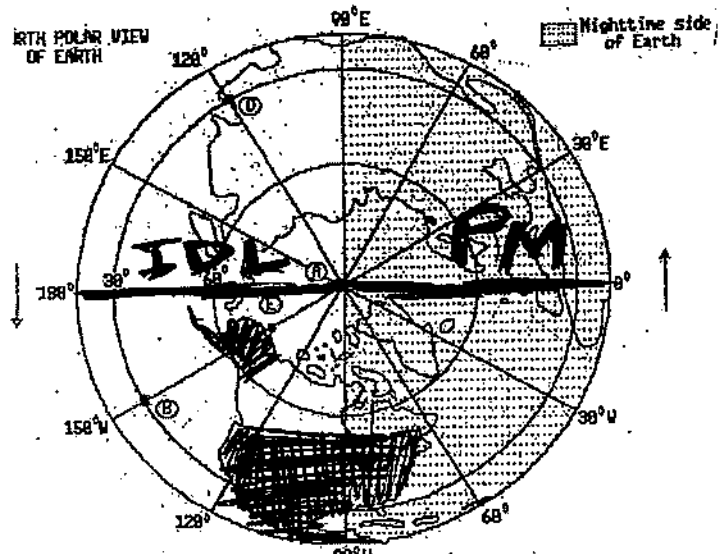 90°E
RTH POLAR VIEW
OF EARTH
Nighttime side
of Earth
120°
60°
D
150°E
30°E
IDL
PM
A
180°
30°
0°
E
B
150°W
30°W
120°
60°
90°W